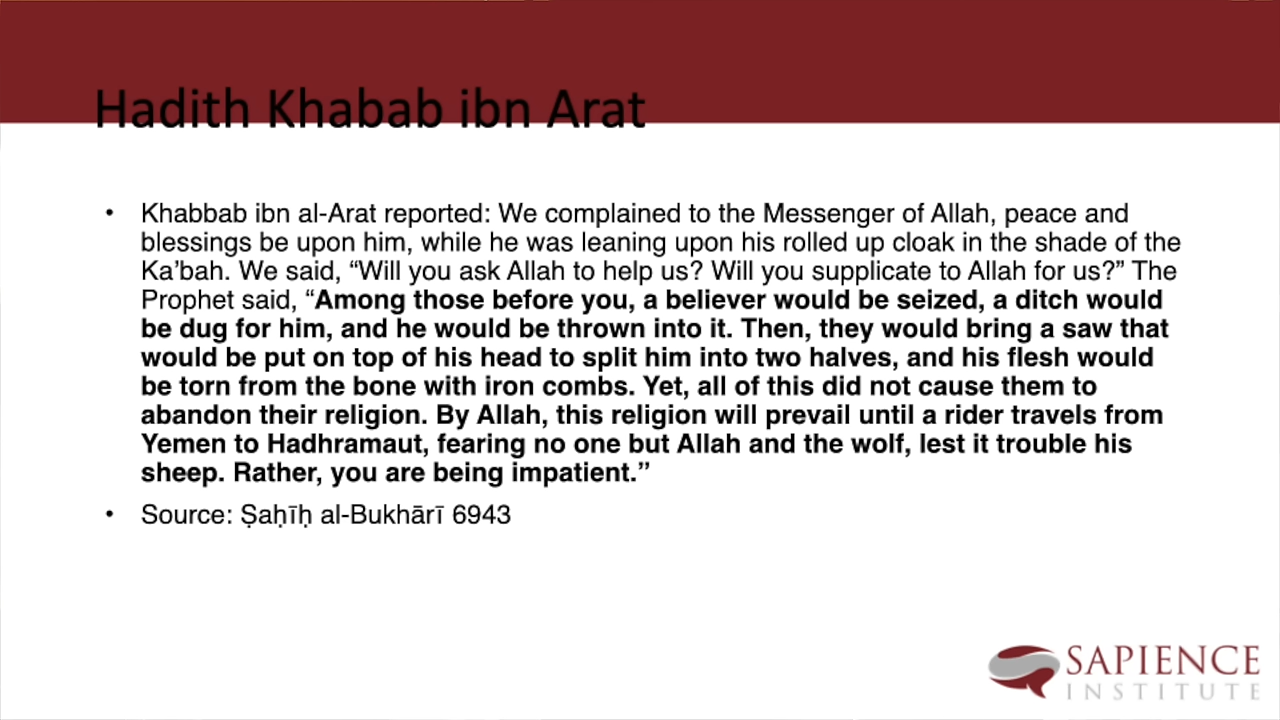 Hadith Khabab ibn Arat
• Khabbab ibn al-Arat reported: We complained to the Messenger of Allah, peace and
blessings be upon him, while he was leaning upon his rolled up cloak in the shade of the
Ka’bah. We said, “Will you ask Allah to help us? Will you supplicate to Allah for us?” The
Prophet said, “Among those before you, a believer would be seized, a ditch would
be dug for him, and he would be thrown into it. Then, they would bring a saw that
would be put on top of his head to split him into two halves, and his flesh would
be torn from the bone with iron combs. Yet, all of this did not cause them to
abandon their religion. By Allah, this religion will prevail until a rider travels from
Yemen to Hadhramaut, fearing no one but Allah and the wolf, lest it trouble his
sheep. Rather, you are being impatient.”
• Source: Ṣaḥīḥ al-Bukhārī 6943
SAPIENCE
INSTITUTE